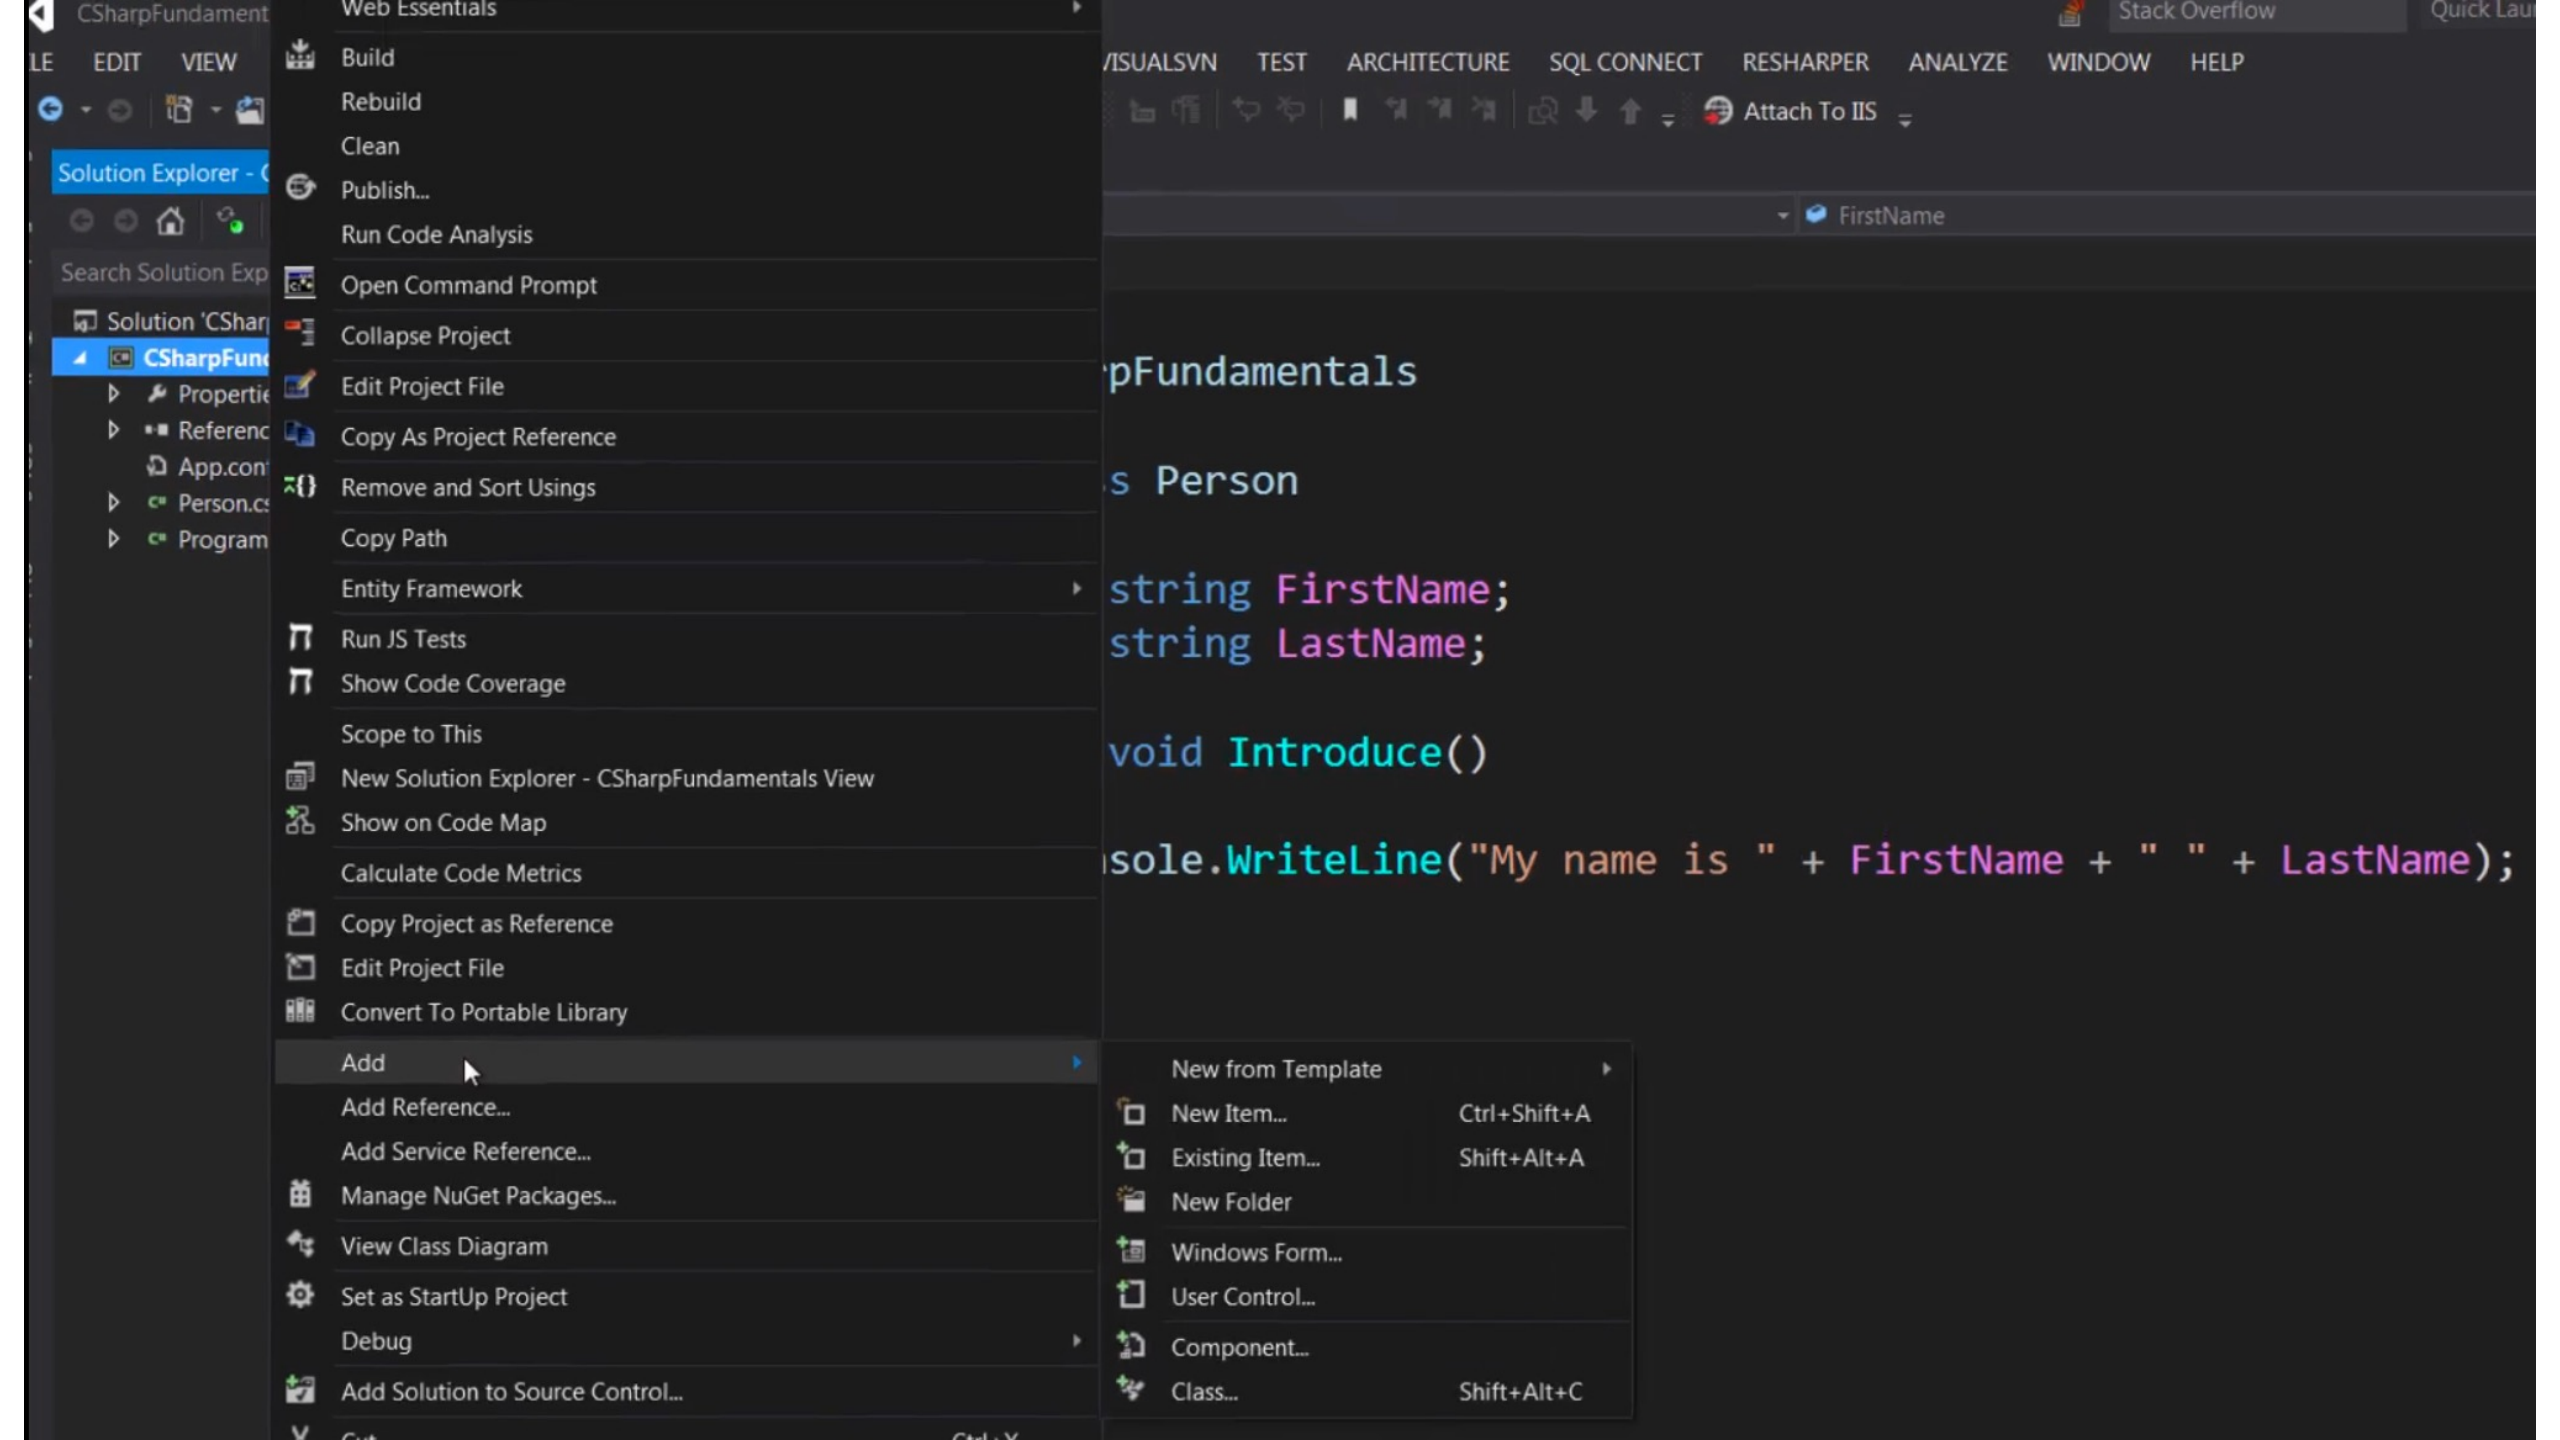 CSharpFundament
Stack Overflow
Quick Lau
LE EDIT VIEW
VISUALSVN TEST ARCHITECTURE SQL CONNECT RESHARPER ANALYZE WINDOW HELP
Attach To IIS
Solution Explorer - C
FirstName
Search Solution Exp
Solution 'CShar
CSharpFund
Propertie
Referenc
App.conf
Person.cs
Program
Web Essentials
Build
Rebuild
Clean
Publish...
Run Code Analysis
Open Command Prompt
Collapse Project
Edit Project File
Copy As Project Reference
Remove and Sort Usings
Copy Path
Entity Framework
Run JS Tests
Show Code Coverage
Scope to This
New Solution Explorer - CSharpFundamentals View
Show on Code Map
Calculate Code Metrics
Copy Project as Reference
Edit Project File
Convert To Portable Library
Add
Add Reference...
Add Service Reference...
Manage NuGet Packages...
View Class Diagram
Set as StartUp Project
Debug
Add Solution to Source Control...
Cut Ctrl+X
rpFundamentals
s Person
string FirstName;
string LastName;
void Introduce()
nsole.WriteLine("My name is " + FirstName + " " + LastName);
New from Template
New Item... Ctrl+Shift+A
Existing Item... Shift+Alt+A
New Folder
Windows Form...
User Control...
Component...
Class... Shift+Alt+C